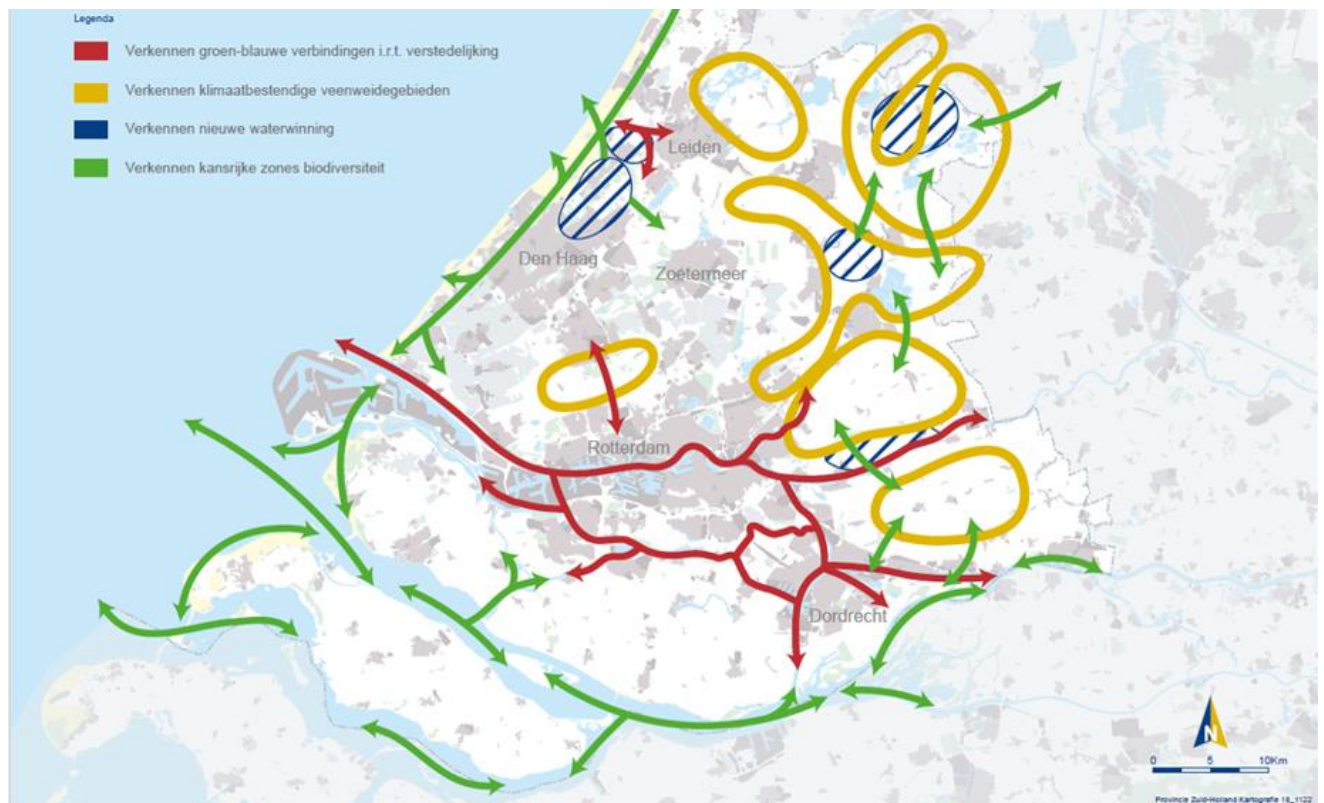 Legenda
Verkennen groen-blauwe verbindingen i.r.t. verstedelijking
Verkennen klimaatbestendige veenweidegebieden
Verkennen nieuwe waterwinning
Verkennen kansrijke zones biodiversiteit
Leiden
Den Haag
Zoetermeer
Rotterdam
Dordrecht
N
0 5 10Km
Provincie Zuid-Holland Kartografie 18_1122